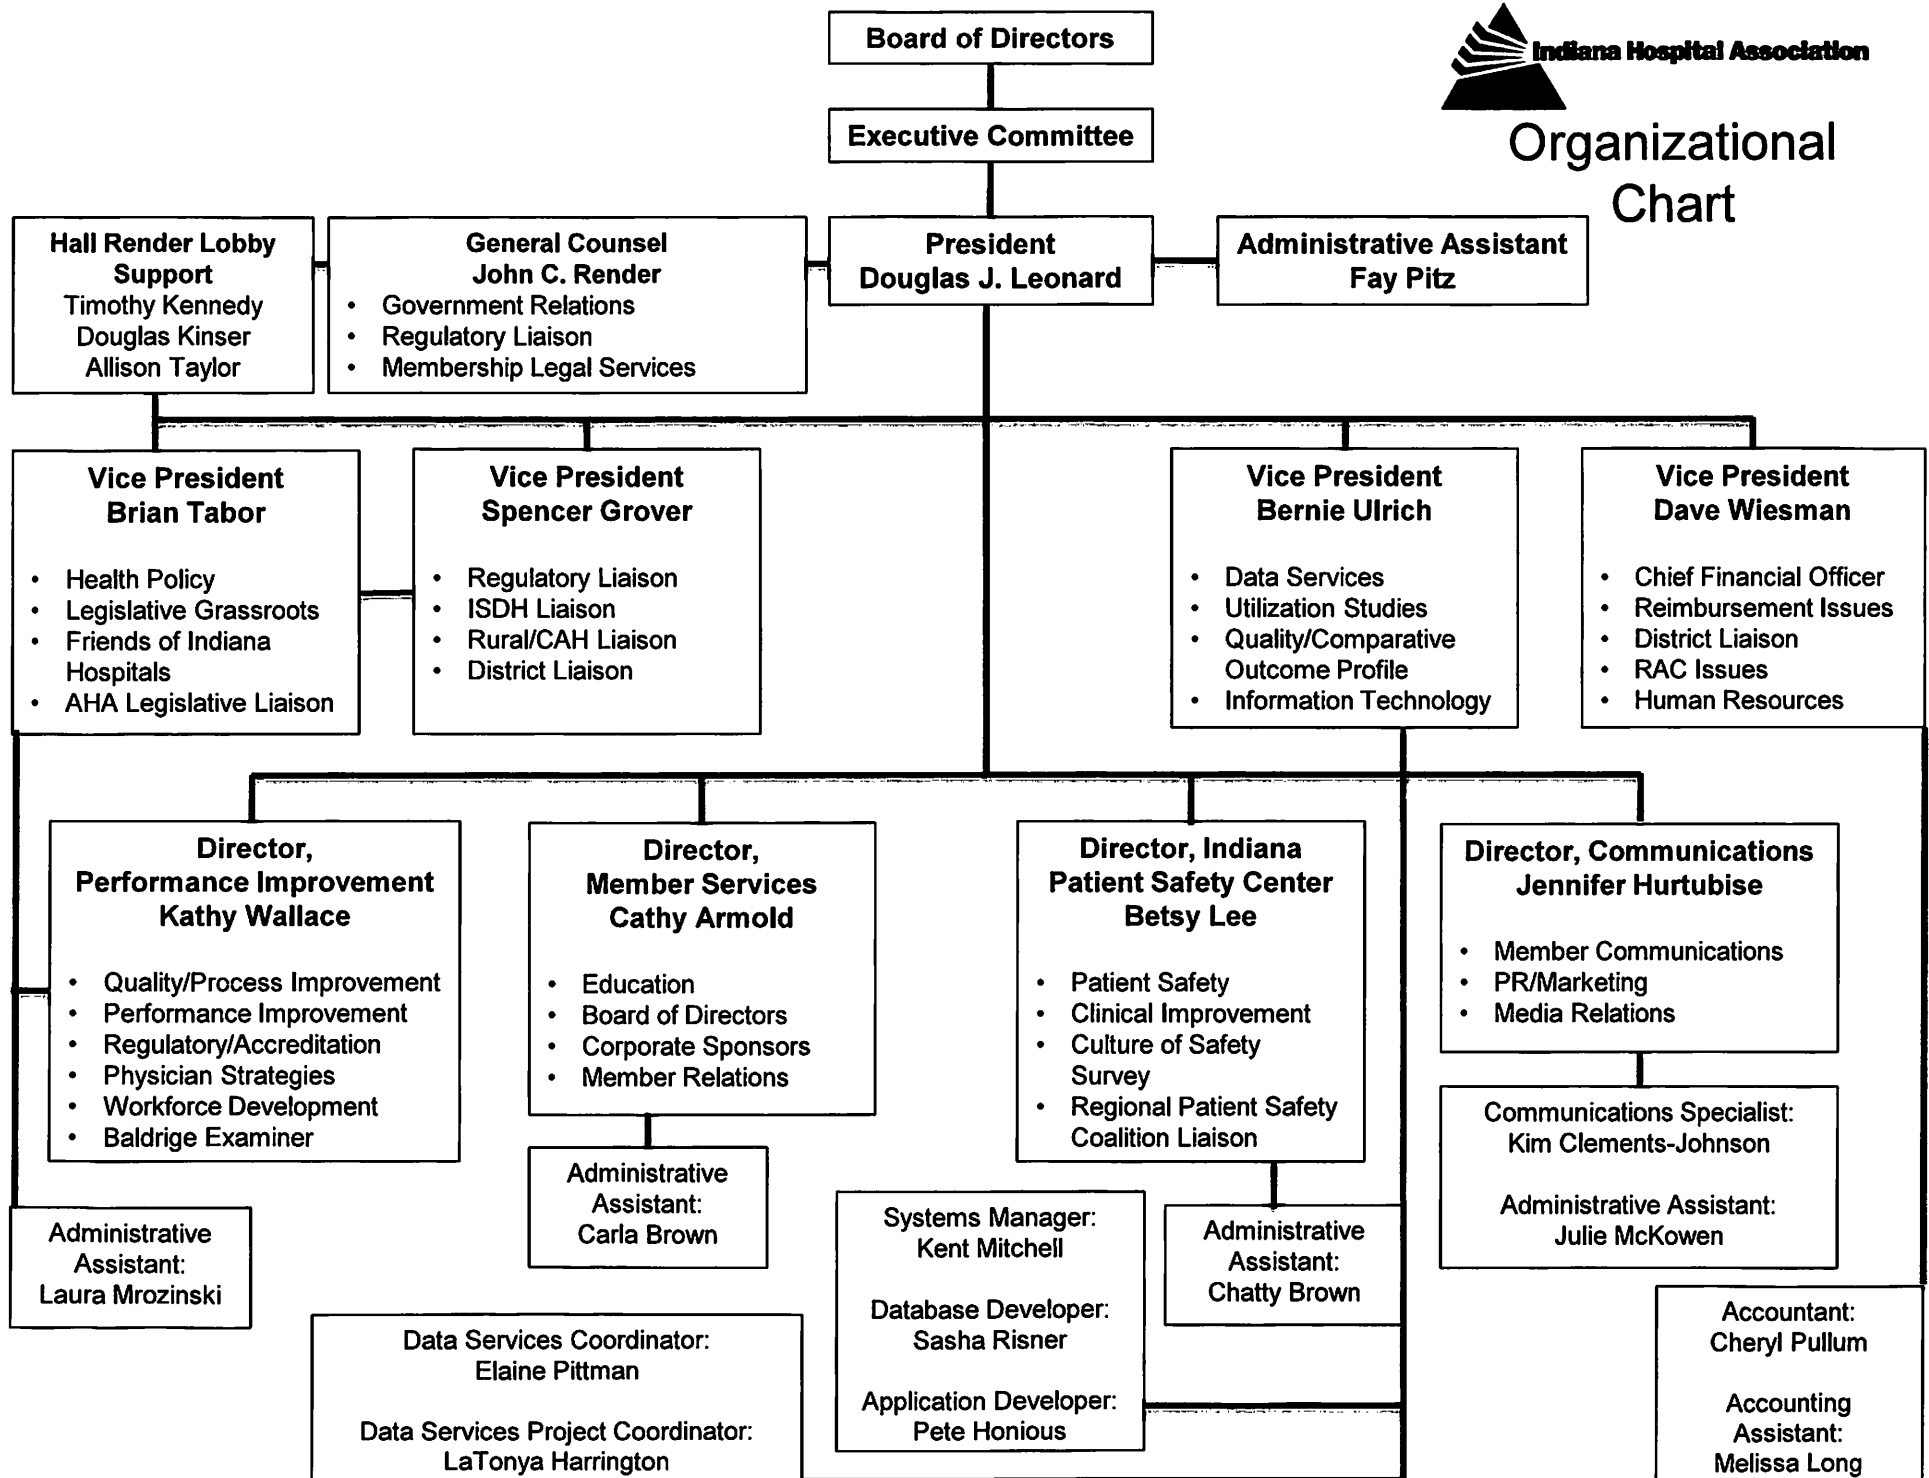 Board of Directors
Indiana Hospital Association
Organizational
Chart
Executive Committee
Hall Render Lobby
Support
Timothy Kennedy
Douglas Kinser
Allison Taylor
General Counsel
John C. Render
• Government Relations
• Regulatory Liaison
• Membership Legal Services
President
Douglas J. Leonard
Administrative Assistant
Fay Pitz
Vice President
Brian Tabor
• Health Policy
• Legislative Grassroots
• Friends of Indiana
Hospitals
• AHA Legislative Liaison
Vice President
Spencer Grover
• Regulatory Liaison
• ISDH Liaison
• Rural/CAH Liaison
• District Liaison
Vice President
Bernie Ulrich
• Data Services
• Utilization Studies
• Quality/Comparative
Outcome Profile
• Information Technology
Vice President
Dave Wiesman
• Chief Financial Officer
• Reimbursement Issues
• District Liaison
• RAC Issues
• Human Resources
Director,
Performance Improvement
Kathy Wallace
• Quality/Process Improvement
• Performance Improvement
• Regulatory/Accreditation
• Physician Strategies
• Workforce Development
• Baldrige Examiner
Director,
Member Services
Cathy Armold
• Education
• Board of Directors
• Corporate Sponsors
• Member Relations
Director, Indiana
Patient Safety Center
Betsy Lee
• Patient Safety
• Clinical Improvement
• Culture of Safety
Survey
• Regional Patient Safety
Coalition Liaison
Director, Communications
Jennifer Hurtubise
• Member Communications
• PR/Marketing
• Media Relations
Communications Specialist:
Kim Clements-Johnson
Administrative Assistant:
Julie McKowen
Administrative
Assistant:
Laura Mrozinski
Administrative
Assistant:
Carla Brown
Systems Manager:
Kent Mitchell
Database Developer:
Sasha Risner
Application Developer:
Pete Honious
Administrative
Assistant:
Chatty Brown
Data Services Coordinator:
Elaine Pittman
Data Services Project Coordinator:
LaTonya Harrington
Accountant:
Cheryl Pullum
Accounting
Assistant:
Melissa Long